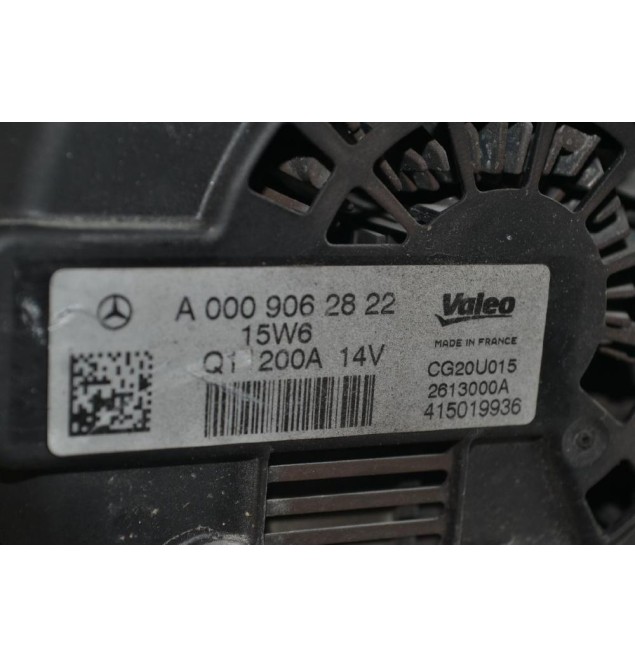 A 000 906 28 22
15W6
Q1 200A 14V
Valeo
MADE IN FRANCE
CG20U015
2613000A
415019936